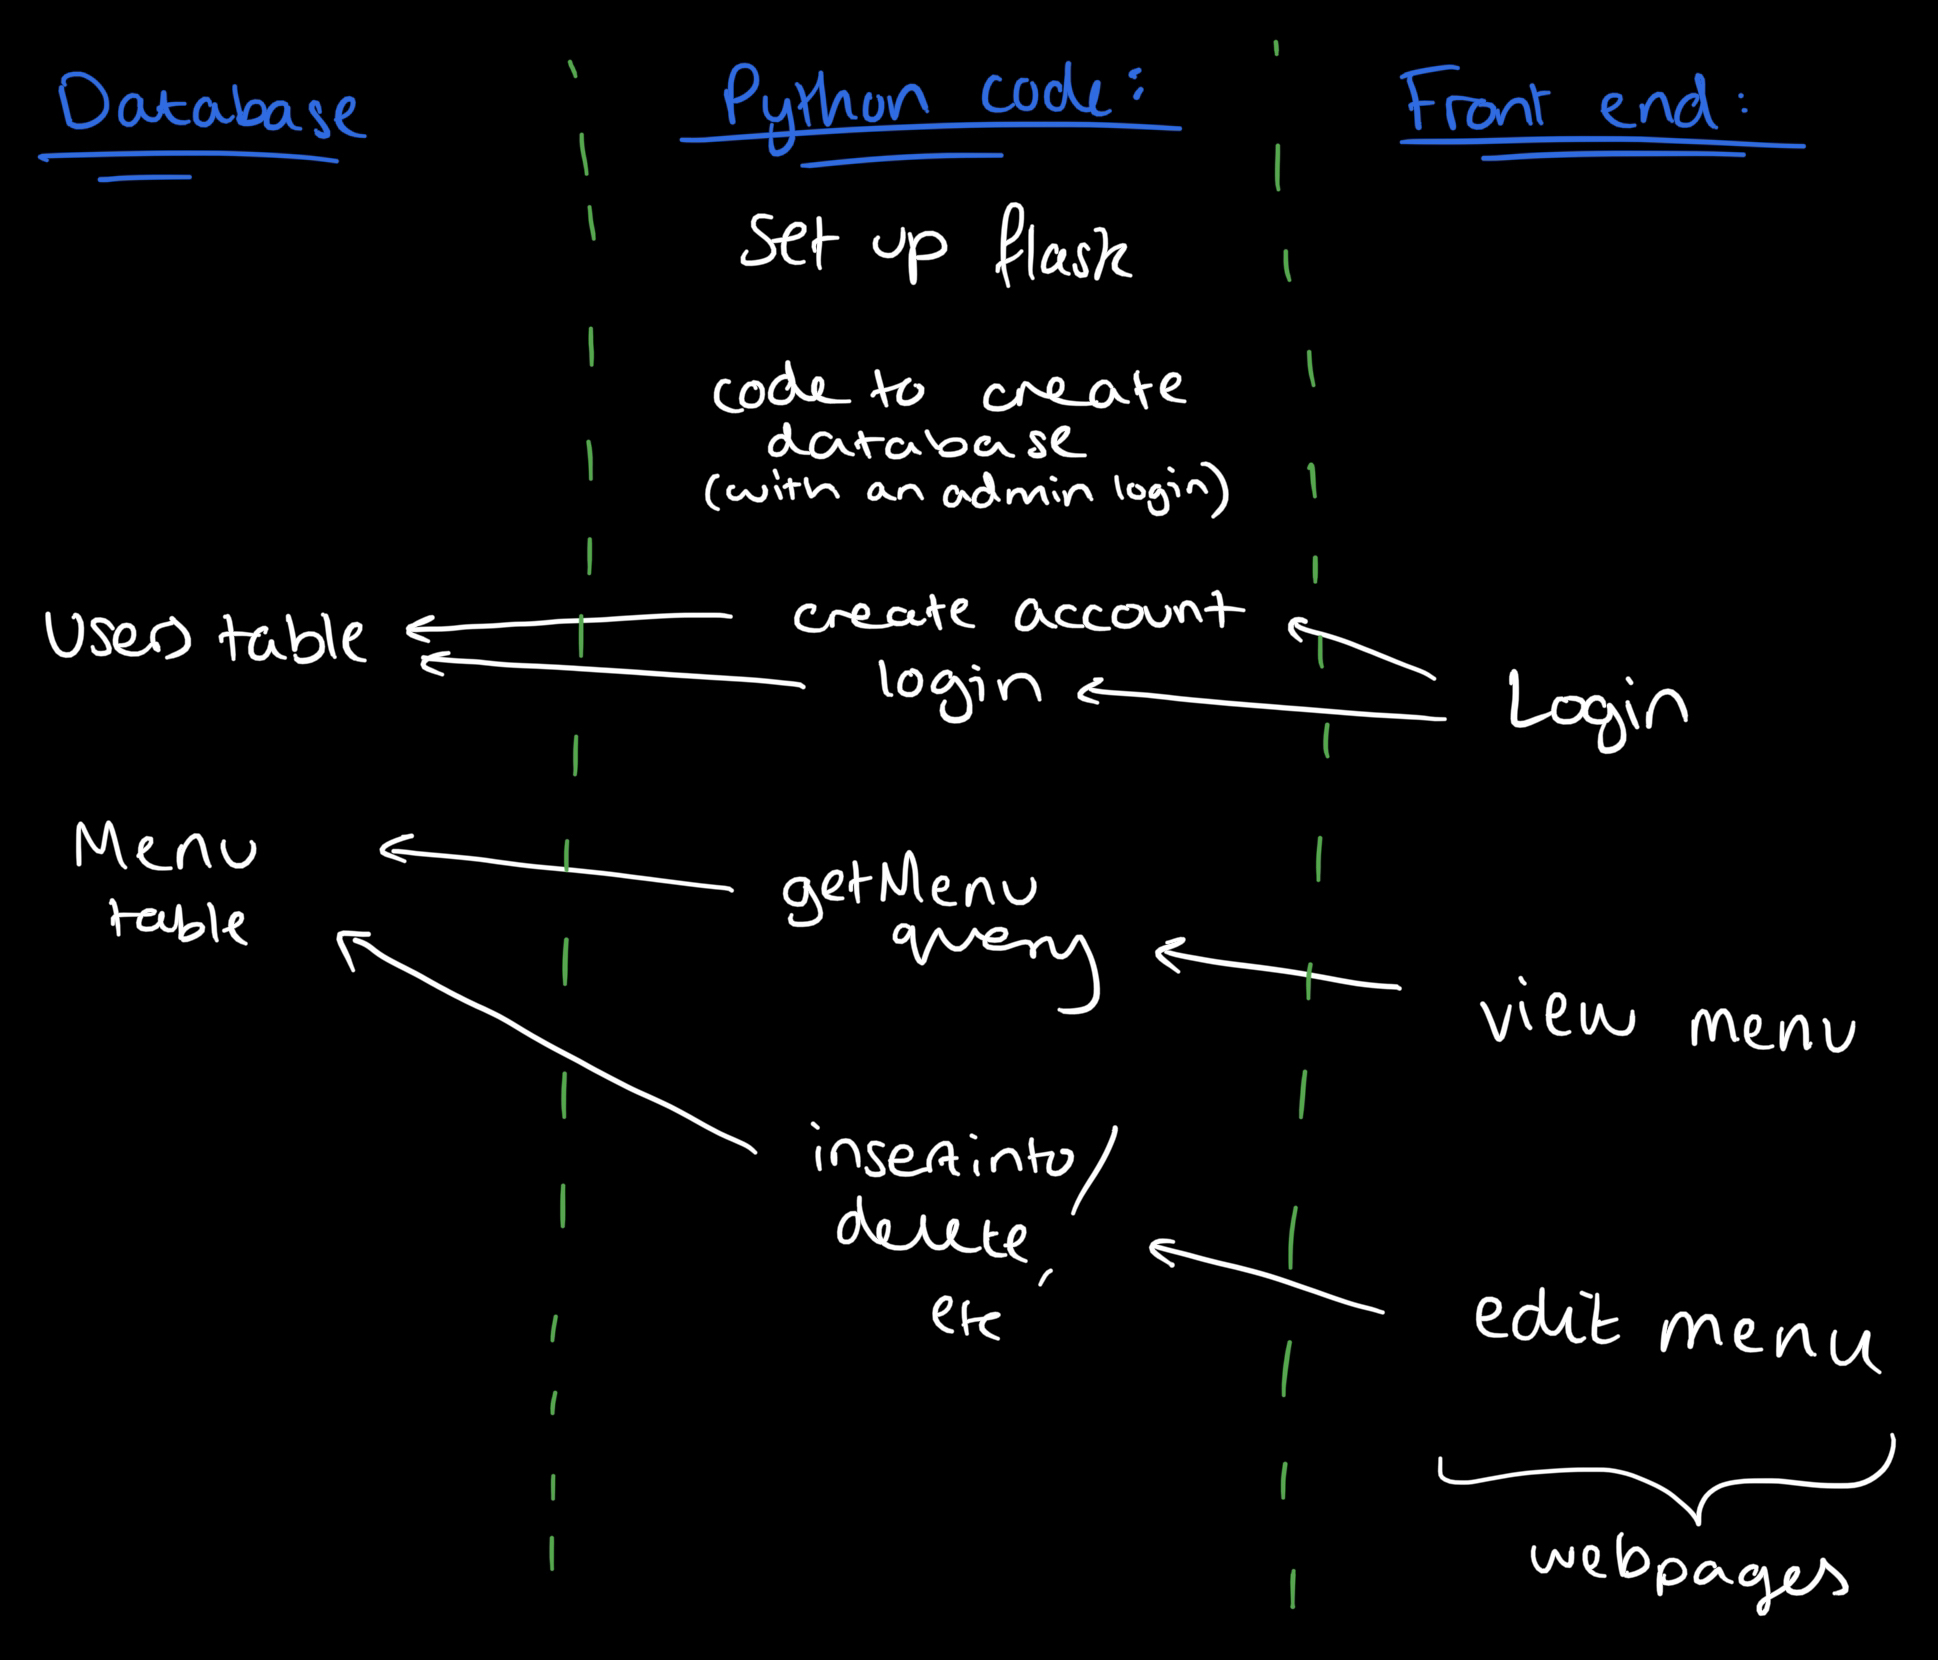 Database
Python code:
Front end:
Set up flask
code to create
database
(with an admin login)
create account
Users table
login
Login
Menu
table
getMenu
query
view menu
insertinto/
delete,
etc
edit menu
webpages